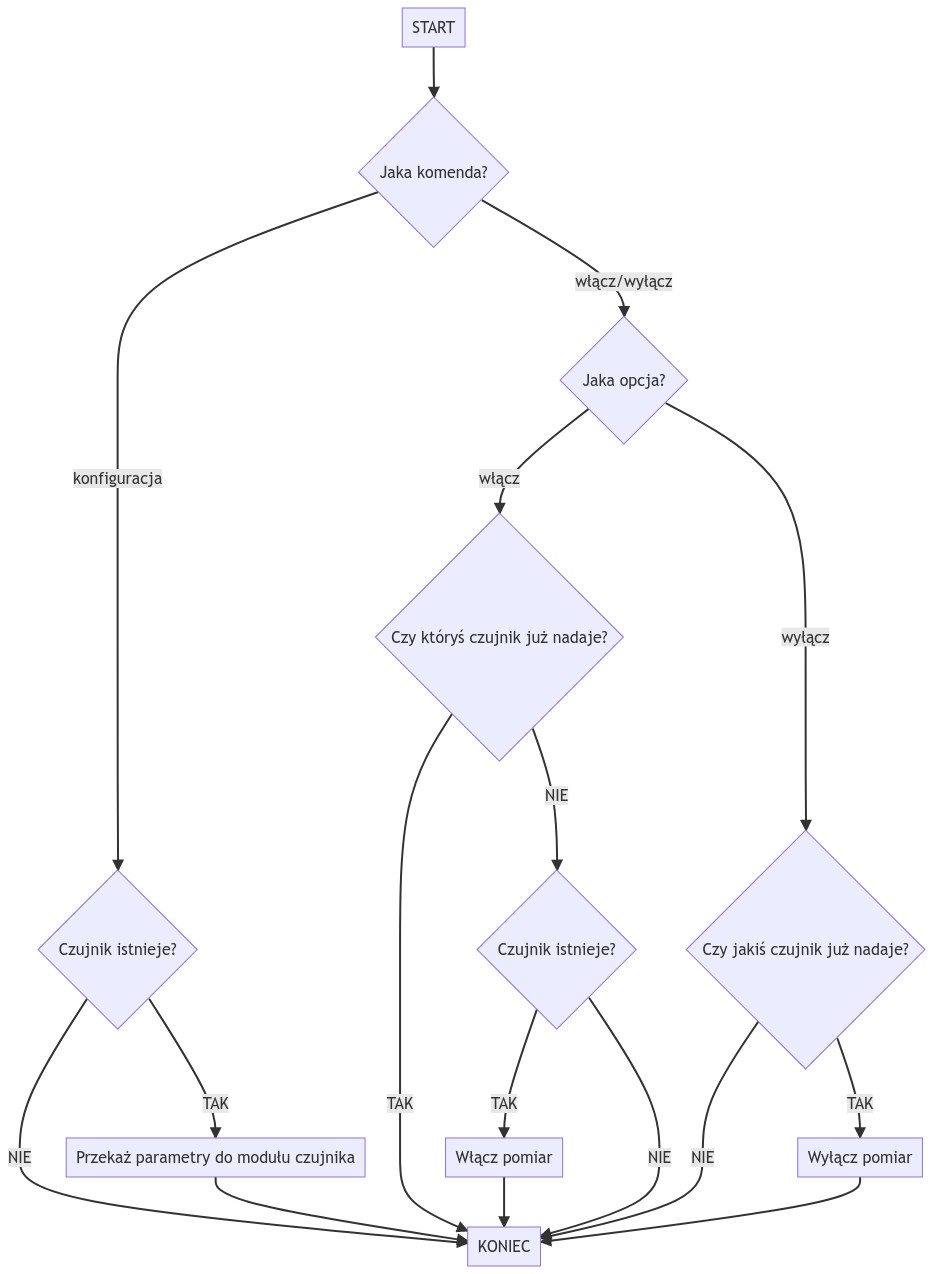 START
Jaka komenda?
włącz/wyłącz
Jaka opcja?
konfiguracja
włącz
Czy któryś czujnik już nadaje?
wyłącz
NIE
Czujnik istnieje?
Czujnik istnieje?
Czy jakiś czujnik już nadaje?
TAK
TAK
TAK
TAK
NIE
Przekaż parametry do modułu czujnika
Włącz pomiar
NIE
NIE
Wyłącz pomiar
KONIEC